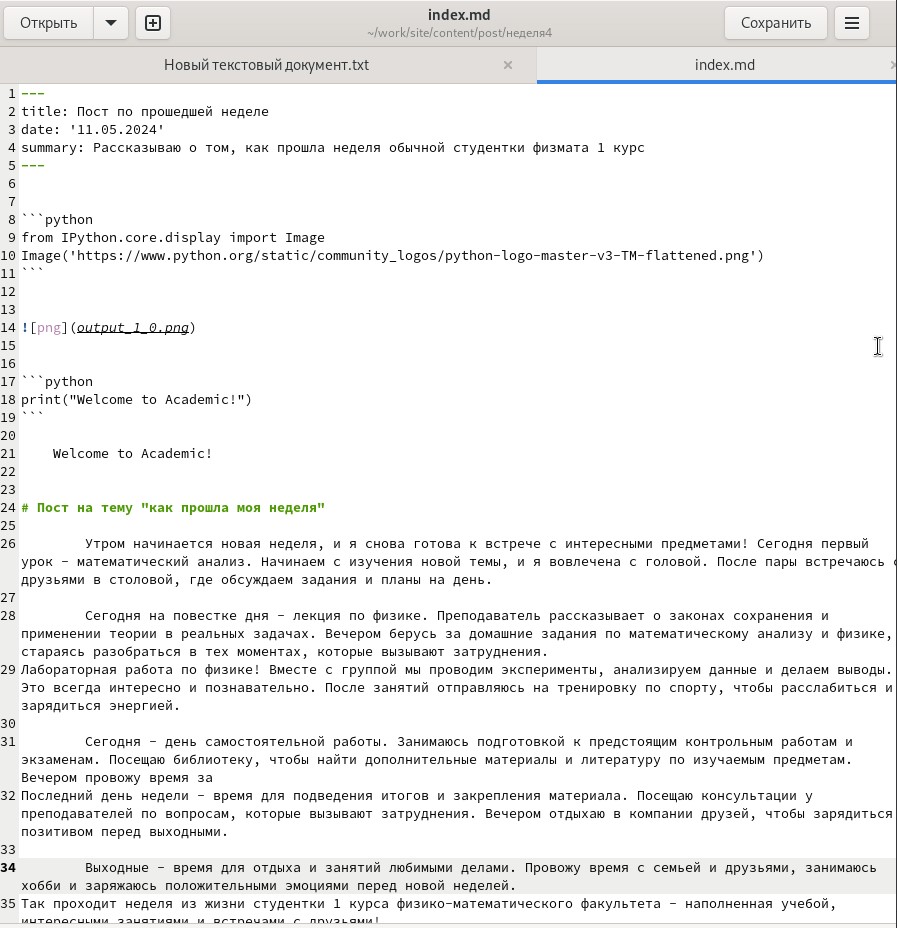 Открыть
index.md
~/work/site/content/post/неделя4
Сохранить
Новый текстовый документ.txt
index.md
1 ---
2 title: Пост по прошедшей неделе
3 date: '11.05.2024'
4 summary: Рассказываю о том, как прошла неделя обычной студентки физмата 1 курс
5 ---
6
7
8 ```python
9 from IPython.core.display import Image
10 Image('https://www.python.org/static/community_logos/python-logo-master-v3-TM-flattened.png')
11 ```
12
13
14 ![png](output_1_0.png)
15
16
17 ```python
18 print("Welcome to Academic!")
19 ```
20
21     Welcome to Academic!
22
23
24 # Пост на тему "как прошла моя неделя"
25
26         Утром начинается новая неделя, и я снова готова к встрече с интересными предметами! Сегодня первый
урок – математический анализ. Начинаем с изучения новой темы, и я вовлечена с головой. После пары встречаюсь с
друзьями в столовой, где обсуждаем задания и планы на день.
27
28         Сегодня на повестке дня – лекция по физике. Преподаватель рассказывает о законах сохранения и
применении теории в реальных задачах. Вечером берусь за домашние задания по математическому анализу и физике,
стараясь разобраться в тех моментах, которые вызывают затруднения.
29 Лабораторная работа по физике! Вместе с группой мы проводим эксперименты, анализируем данные и делаем выводы.
Это всегда интересно и познавательно. После занятий отправляюсь на тренировку по спорту, чтобы расслабиться и
зарядиться энергией.
30
31         Сегодня – день самостоятельной работы. Занимаюсь подготовкой к предстоящим контрольным работам и
экзаменам. Посещаю библиотеку, чтобы найти дополнительные материалы и литературу по изучаемым предметам.
Вечером провожу время за
32 Последний день недели – время для подведения итогов и закрепления материала. Посещаю консультации у
преподавателей по вопросам, которые вызывают затруднения. Вечером отдыхаю в компании друзей, чтобы зарядиться
позитивом перед выходными.
33
34         Выходные – время для отдыха и занятий любимыми делами. Провожу время с семьей и друзьями, занимаюсь
хобби и заряжаюсь положительными эмоциями перед новой неделей.
35 Так проходит неделя из жизни студентки 1 курса физико-математического факультета – наполненная учебой,
интересными занятиями и встречами с друзьями!